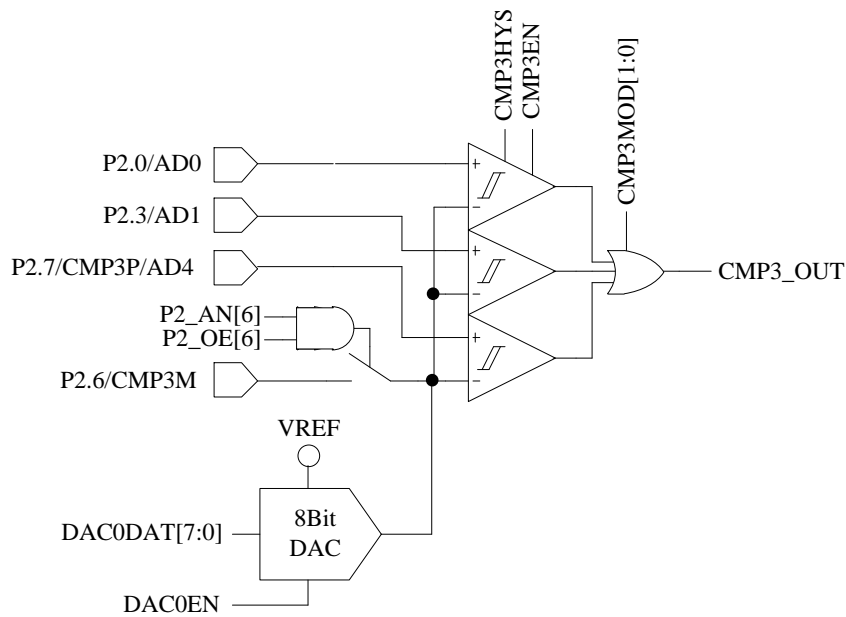 CMP3HYS
CMP3EN
CMP3MOD[1:0]
P2.0/AD0
+
-
P2.3/AD1
+
P2.7/CMP3P/AD4
CMP3_OUT
-
P2_AN[6]
P2_OE[6]
+
P2.6/CMP3M
-
VREF
DAC0DAT[7:0]
8Bit
DAC
DAC0EN